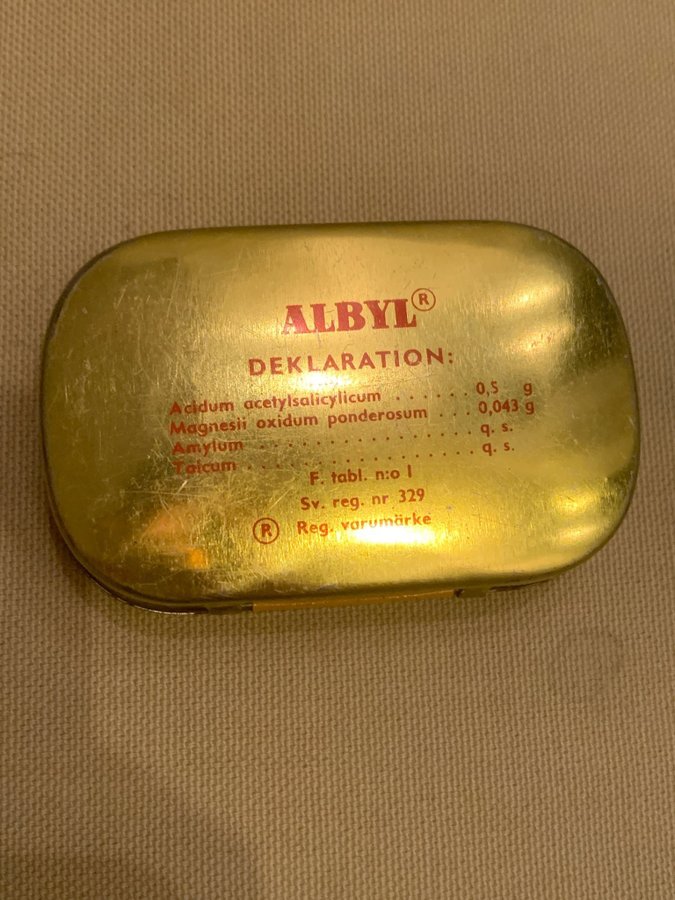 ALBYL®
DEKLARATION:
Acidum acetylsalicylicum ...... 0,5 g
Magnesii oxidum ponderosum ... 0,043 g
Amylum .................. q. s.
Talcum .................. q. s.
F. tabl. n:o 1
Sv. reg. nr 329
® Reg. varumärke